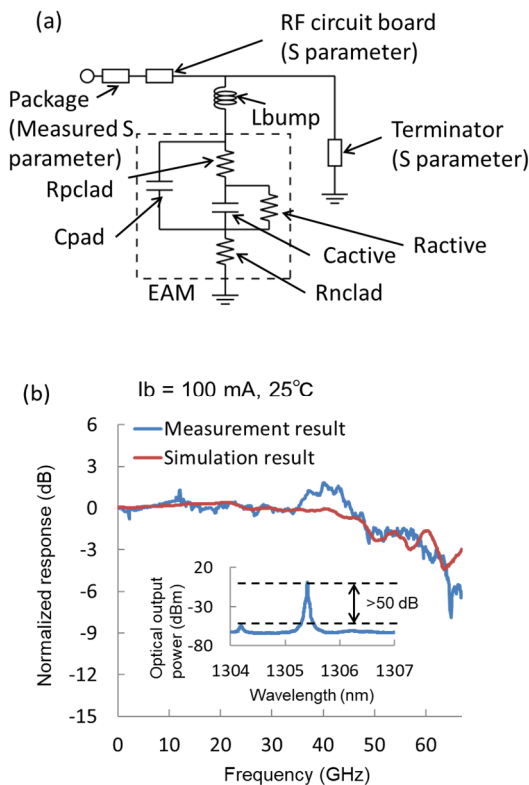 (a)
RF circuit board
(S parameter)
Package
(Measured S
parameter)
Lbump
Terminator
(S parameter)
Rpclad
Cpad
Cactive
Ractive
Rnclad
EAM
(b)
Ib = 100 mA, 25℃
Measurement result
Simulation result
Normalized response (dB)
6
3
0
-3
-6
-9
-12
-15
0
10
20
30
40
50
60
Frequency (GHz)
Optical output
power (dBm)
20
-30
-80
>50 dB
1304
1305
1306
1307
Wavelength (nm)